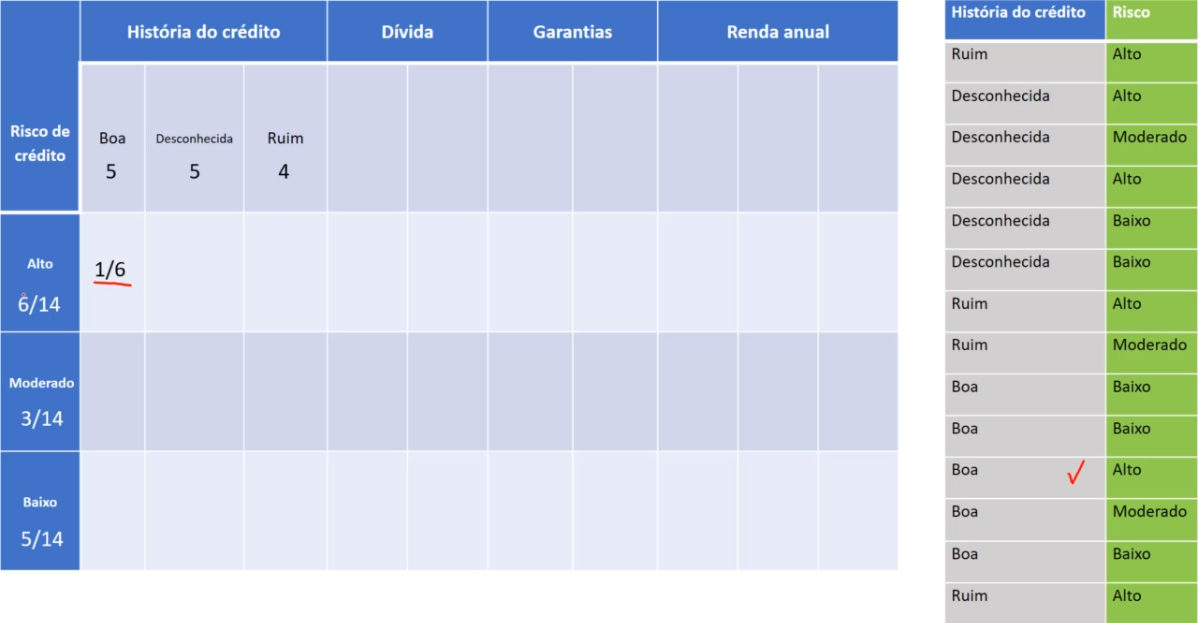 História do crédito Dívida Garantias Renda anual
Risco de
crédito
Boa Desconhecida Ruim
5 5 4
Alto
6/14
1/6
Moderado
3/14
Baixo
5/14
História do crédito Risco
Ruim Alto
Desconhecida Alto
Desconhecida Moderado
Desconhecida Alto
Desconhecida Baixo
Desconhecida Baixo
Ruim Alto
Ruim Moderado
Boa Baixo
Boa Baixo
Boa √ Alto
Boa Moderado
Boa Baixo
Ruim Alto